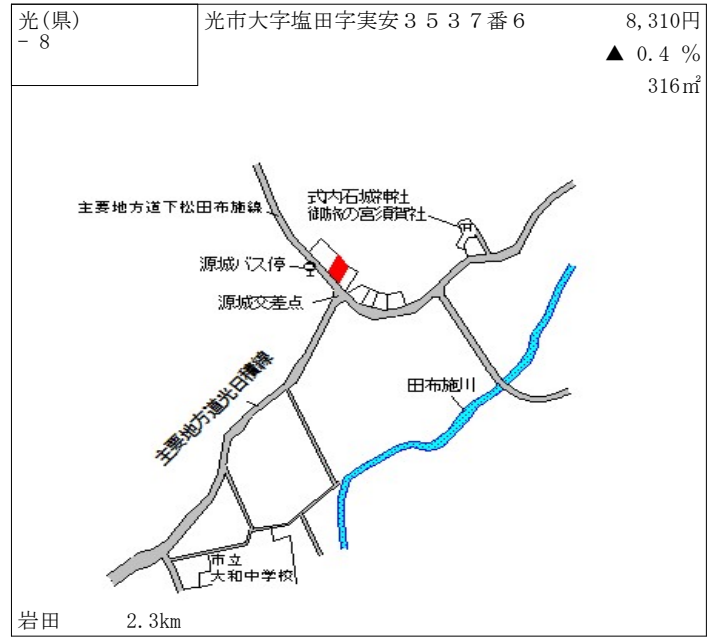 光(県)
- 8
光市大字塩田字実安３５３７番６
8,310円
▲ 0.4 %
316㎡
主要地方道下松田布施線
式内石城神社
御旅の宮須賀社
源城バス停
源城交差点
主要地方道光日積線
田布施川
市立
大和中学校
岩田 2.3km